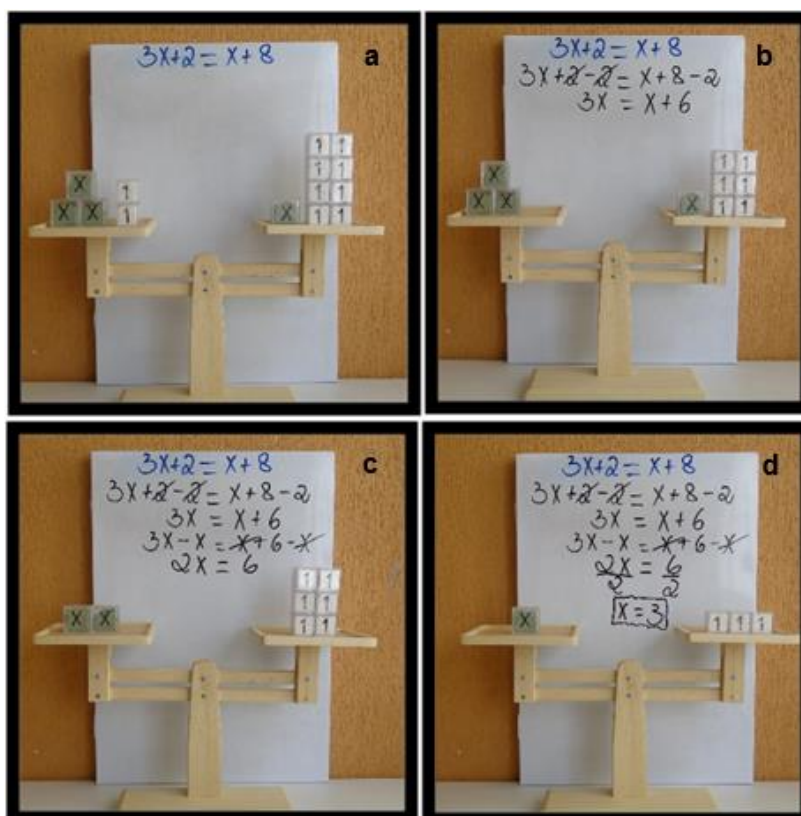 3x+2=x+8
a
x
x x
1
1
x
1 1
1 1
1 1
1 1
3x+2=x+8
b
3x+2-2=x+8-2
3x=x+6
x
x x
x
1 1
1 1
1 1
3x+2=x+8
c
3x+2-2=x+8-2
3x=x+6
3x-x=x+6-x
2x=6
x x
1 1
1 1
1 1
3x+2=x+8
d
3x+2-2=x+8-2
3x=x+6
3x-x=x+6-x
2x=6
2 2
x=3
x
1 1 1